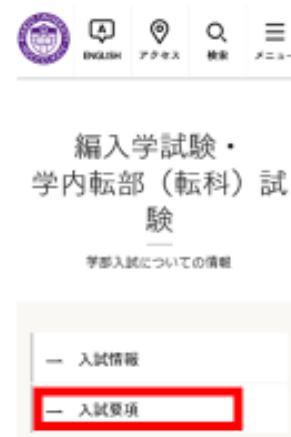 ENGLISH
アクセス
検索
メニュー
編入学試験・
学内転部（転科）試
験
学部入試についての情報
入試情報
入試要項